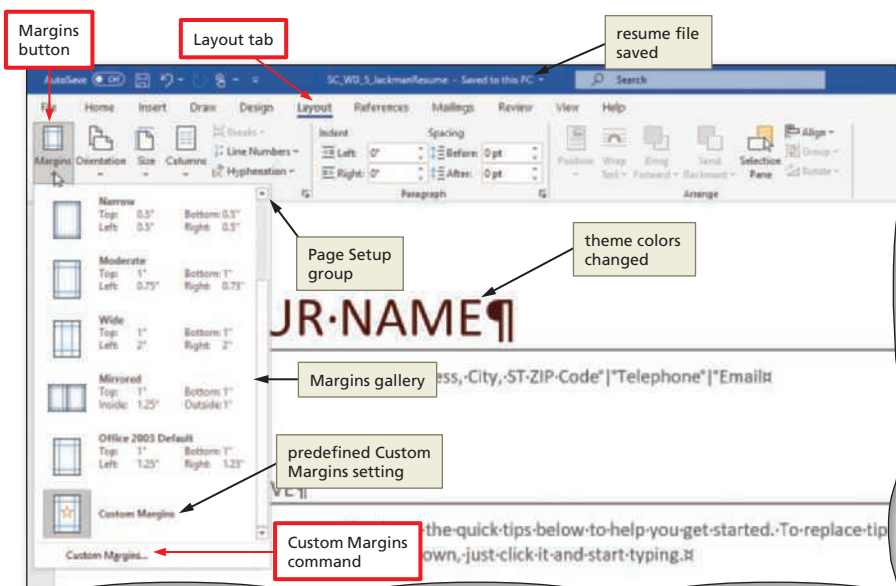 Margins
button
Layout tab
resume file
saved
AutoSave Off
SC_WD_5_JackmanResume - Saved to this PC
Search
File Home Insert Draw Design Layout References Mailings Review View Help
Margins Orientation Size Columns
Breaks
Line Numbers
Hyphenation
Indent
Left: 0"
Right: 0"
Spacing
Before: 0 pt
After: 0 pt
Paragraph
Position
Wrap
Text
Bring
Forward
Send
Backward
Selection
Pane
Align
Group
Rotate
Arrange
Narrow
Top: 0.5" Bottom: 0.5"
Left: 0.5" Right: 0.5"
Moderate
Top: 1" Bottom: 1"
Left: 0.75" Right: 0.75"
Wide
Top: 1" Bottom: 1"
Left: 2" Right: 2"
Mirrored
Top: 1" Bottom: 1"
Inside: 1.25" Outside: 1"
Office 2003 Default
Top: 1" Bottom: 1"
Left: 1.25" Right: 1.25"
Custom Margins
Custom Margins...
Page Setup
group
theme colors
changed
UR·NAME¶
Margins gallery
ess,·City,·ST·ZIP·Code°|°Telephone°|°Email¤
predefined Custom
Margins setting
VE¶
Custom Margins
command
the·quick·tips·below·to·help·you·get·started.·To·replace·tip
own,·just·click·it·and·start·typing.¤